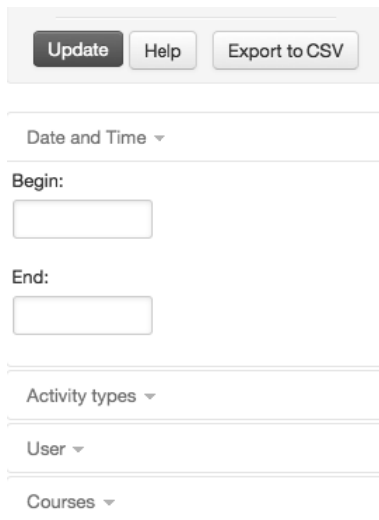 Update Help Export to CSV
Date and Time
Begin:
End:
Activity types
User
Courses